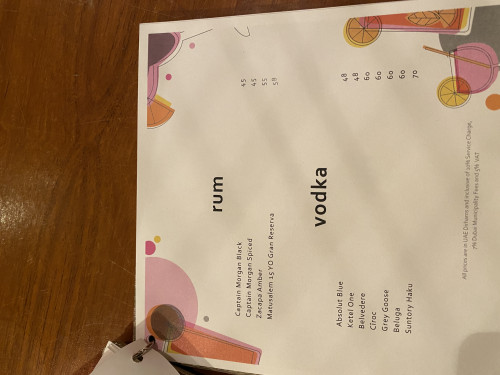 rum
Captain Morgan Black 45
Captain Morgan Spiced 45
Zacapa Amber 55
Matusalem 15 YO Gran Reserva 58
vodka
Absolut Blue 48
Ketel One 48
Belvedere 60
Ciroc 60
Grey Goose 60
Beluga 60
Suntory Haku 70
All prices are in UAE Dirhams and inclusive of 10% Service Charge,
7% Dubai Municipality Fees and 5% VAT